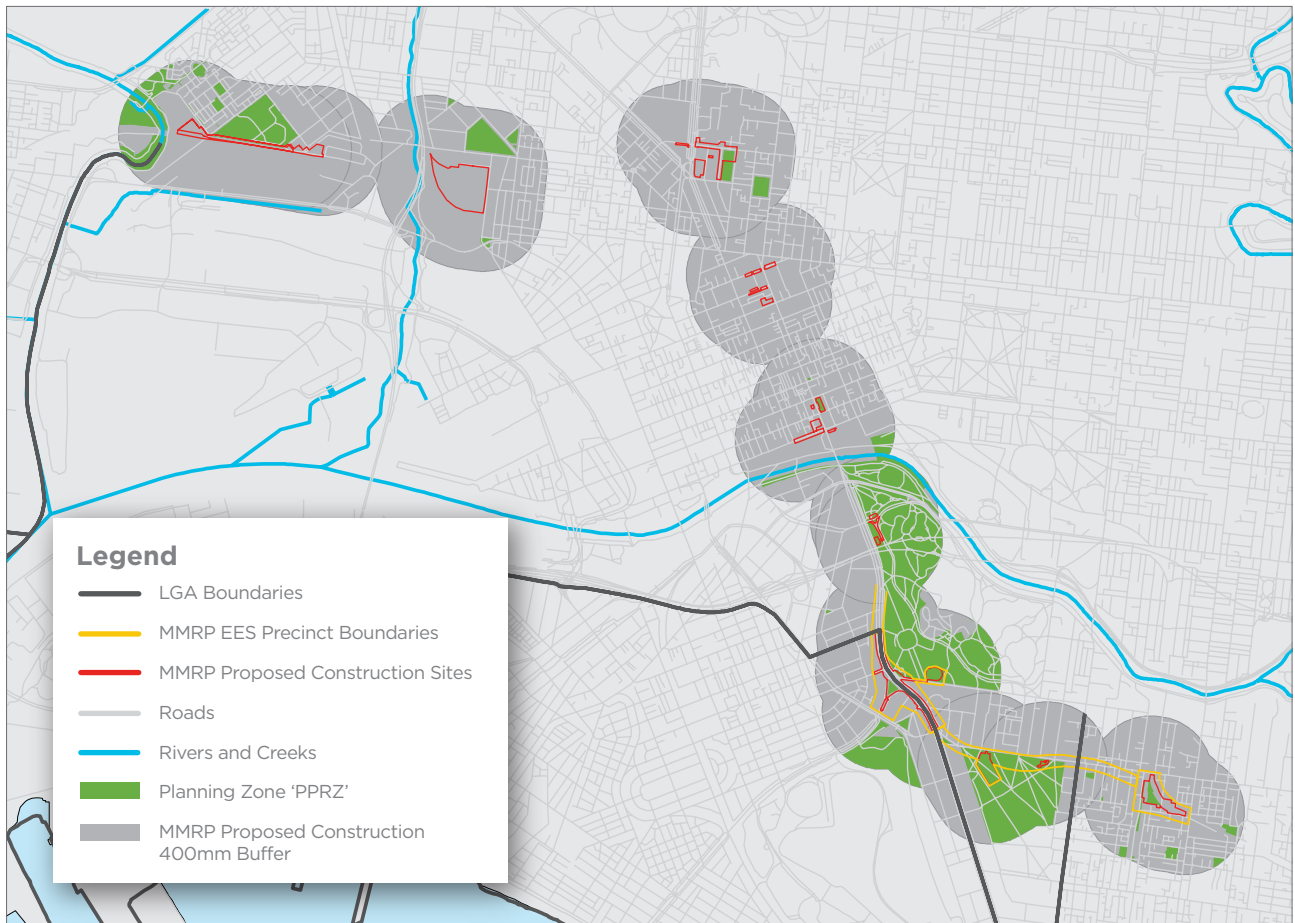 Legend
LGA Boundaries
MMRP EES Precinct Boundaries
MMRP Proposed Construction Sites
Roads
Rivers and Creeks
Planning Zone ‘PPRZ’
MMRP Proposed Construction
400mm Buffer